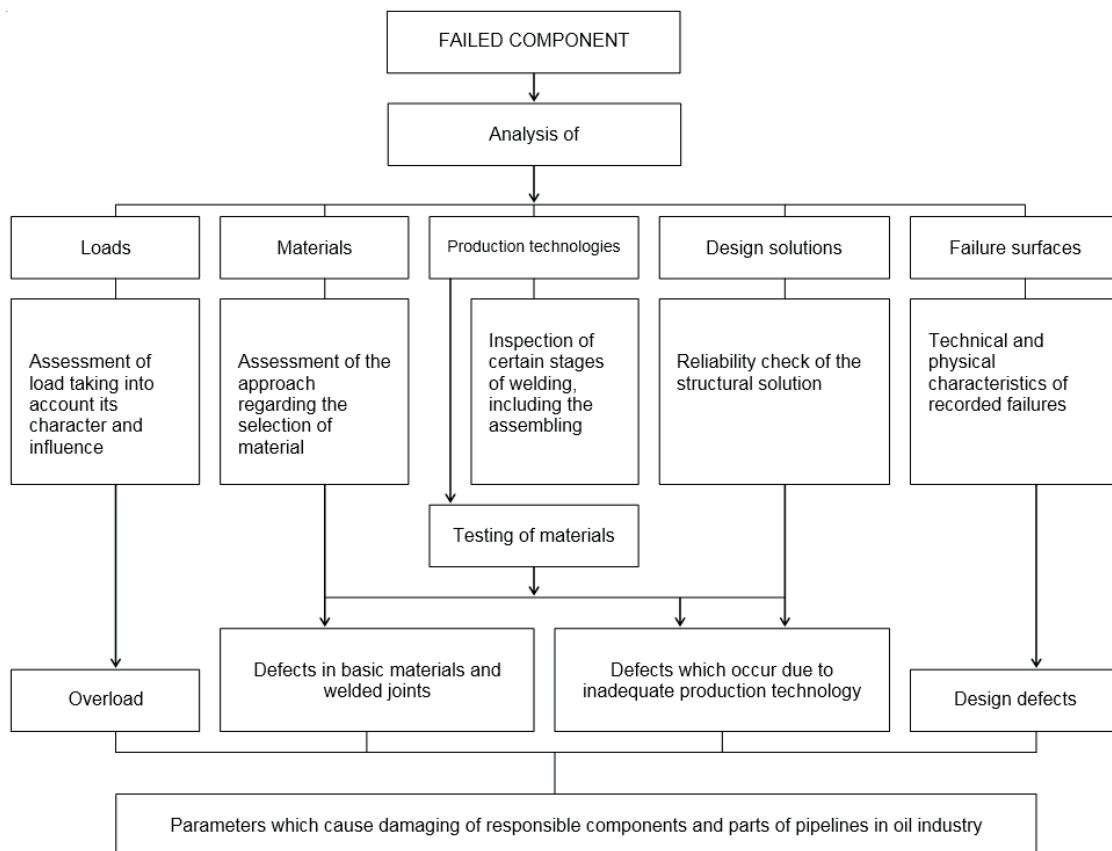 FAILED COMPONENT
Analysis of
Loads
Materials
Production technologies
Design solutions
Failure surfaces
Assessment of
load taking into
account its
character and
influence
Assessment of the
approach
regarding the
selection of
material
Inspection of
certain stages
of welding,
including the
assembling
Reliability check of the
structural solution
Technical and
physical
characteristics of
recorded failures
Testing of materials
Overload
Defects in basic materials and
welded joints
Defects which occur due to
inadequate production technology
Design defects
Parameters which cause damaging of responsible components and parts of pipelines in oil industry